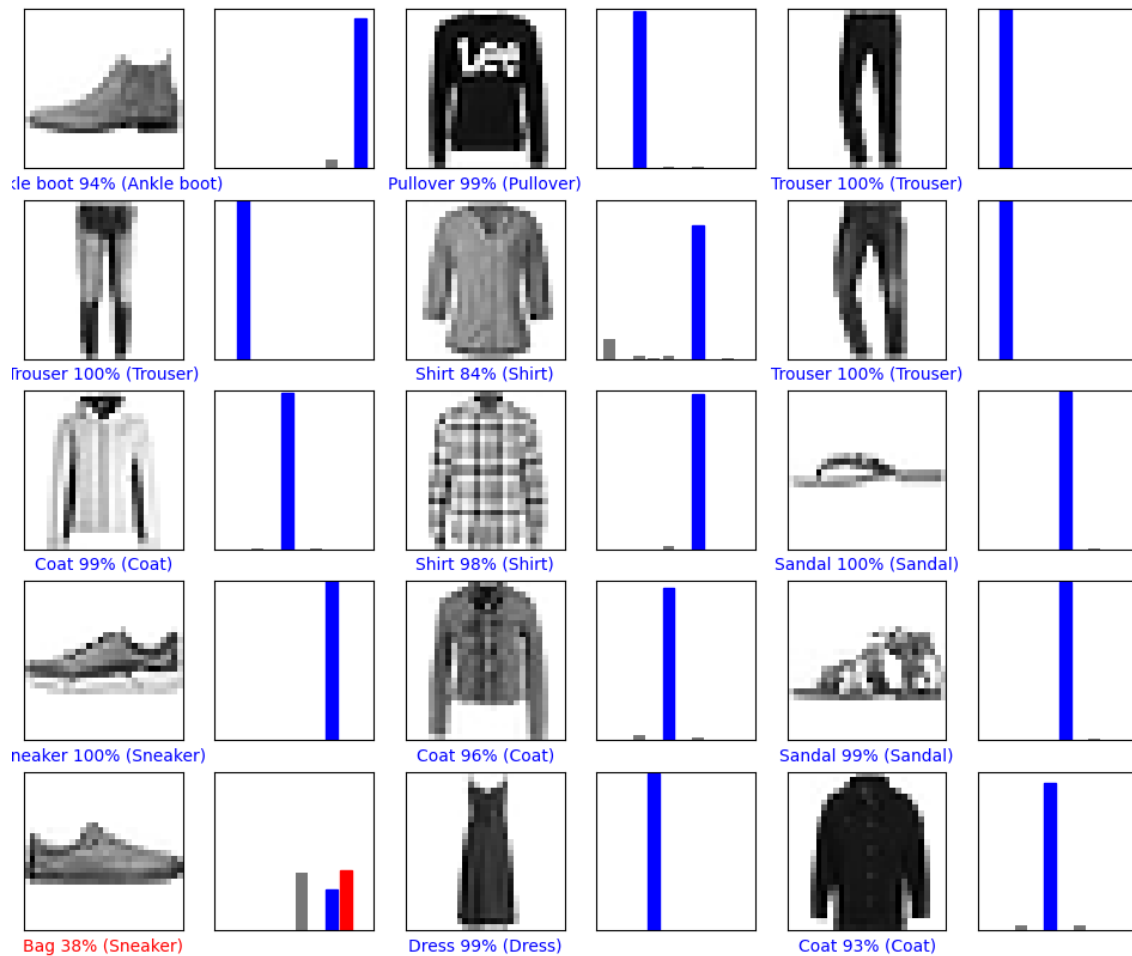 Lee
kle boot 94% (Ankle boot)
Pullover 99% (Pullover)
Trouser 100% (Trouser)
Trouser 100% (Trouser)
Shirt 84% (Shirt)
Trouser 100% (Trouser)
Coat 99% (Coat)
Shirt 98% (Shirt)
Sandal 100% (Sandal)
neaker 100% (Sneaker)
Coat 96% (Coat)
Sandal 99% (Sandal)
Bag 38% (Sneaker)
Dress 99% (Dress)
Coat 93% (Coat)